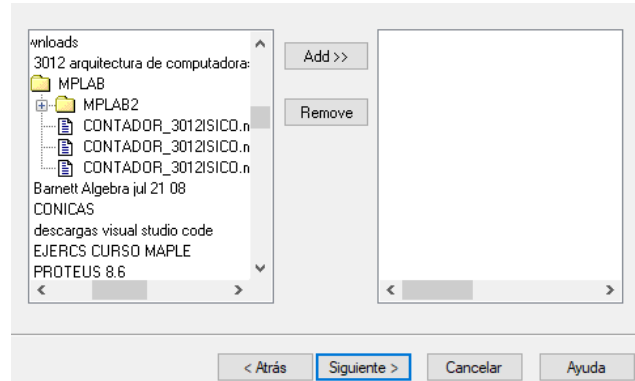 wnloads
3012 arquitectura de computadora
MPLAB
MPLAB2
CONTADOR_3012ISICO.n
CONTADOR_3012ISICO.n
CONTADOR_3012ISICO.n
Barnett Algebra jul 21 08
CONICAS
descargas visual studio code
EJERCS CURSO MAPLE
PROTEUS 8.6
Add >>
Remove
< Atrás
Siguiente >
Cancelar
Ayuda